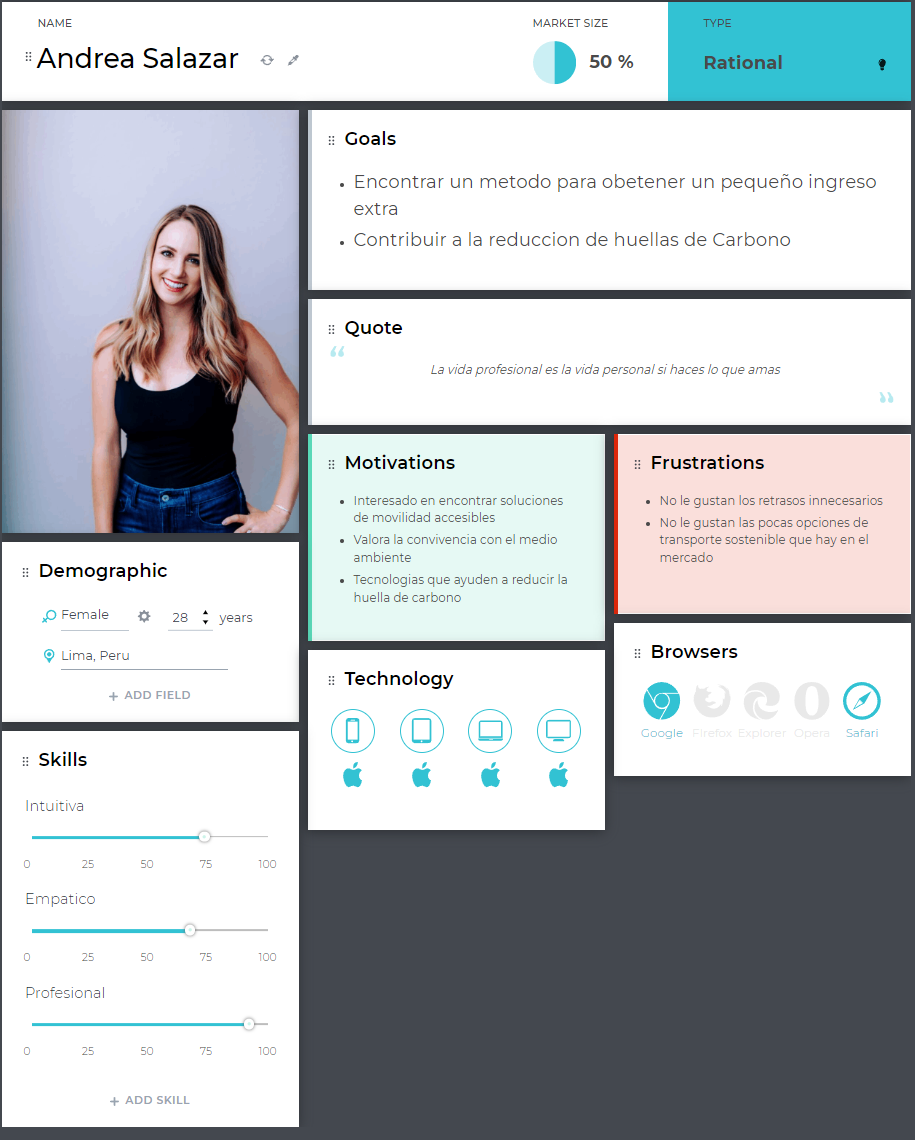 NAME
Andrea Salazar
MARKET SIZE
50 %
TYPE
Rational
Goals
Encontrar un metodo para obetener un pequeño ingreso
extra
Contribuir a la reduccion de huellas de Carbono
Quote
“
La vida profesional es la vida personal si haces lo que amas
”
Motivations
Interesado en encontrar soluciones
de movilidad accesibles
Valora la convivencia con el medio
ambiente
Tecnologias que ayuden a reducir la
huella de carbono
Frustrations
No le gustan los retrasos innecesarios
No le gustan las pocas opciones de
transporte sostenible que hay en el
mercado
Demographic
Female 28 years
Lima, Peru
+ ADD FIELD
Technology
Browsers
Google Firefox Explorer Opera Safari
Skills
Intuitiva
0 25 50 75 100
Empatico
0 25 50 75 100
Profesional
0 25 50 75 100
+ ADD SKILL